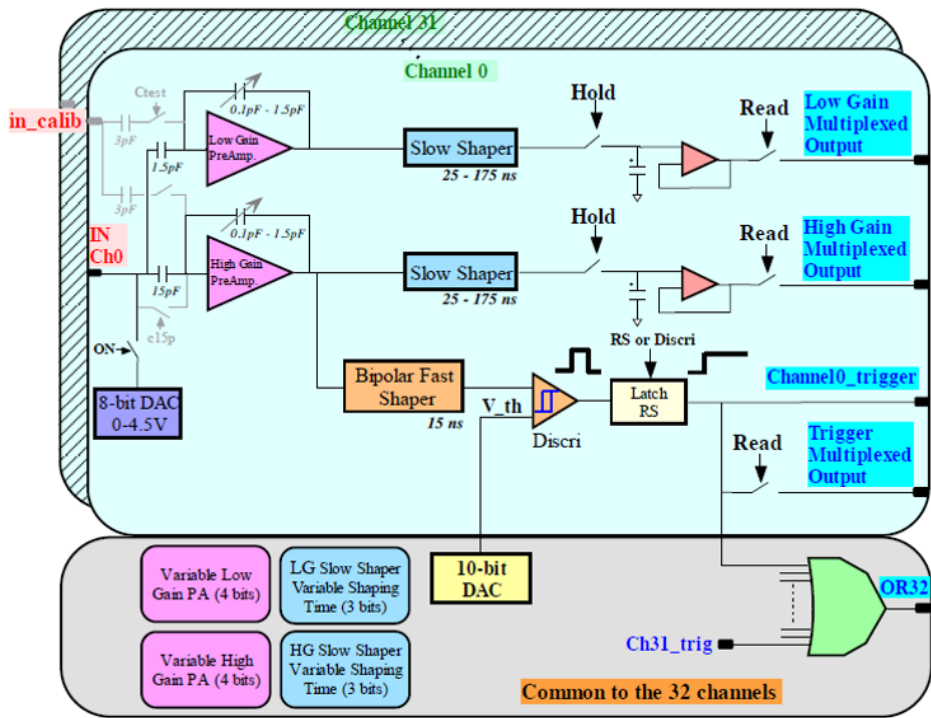 Channel 31
Channel 0
in_calib
Ctest
3pF
0.1pF - 1.5pF
Low Gain
PreAmp.
1.5pF
Slow Shaper
25 - 175 ns
Hold
Read
Low Gain
Multiplexed
Output
3pF
IN
Ch0
0.1pF - 1.5pF
High Gain
PreAmp.
15pF
Slow Shaper
25 - 175 ns
Hold
Read
High Gain
Multiplexed
Output
c15p
ON
8-bit DAC
0-4.5V
Bipolar Fast
Shaper
15 ns
V_th
Discri
RS or Discri
Latch
RS
Channel0_trigger
Read
Trigger
Multiplexed
Output
Variable Low
Gain PA (4 bits)
LG Slow Shaper
Variable Shaping
Time (3 bits)
10-bit
DAC
OR32
Variable High
Gain PA (4 bits)
HG Slow Shaper
Variable Shaping
Time (3 bits)
Ch31_trig
Common to the 32 channels